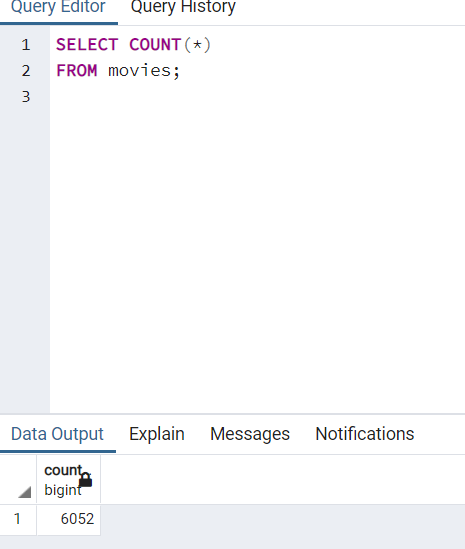 Query Editor Query History
1 SELECT COUNT(*)
2 FROM movies;
3
Data Output Explain Messages Notifications
count
bigint
1 6052